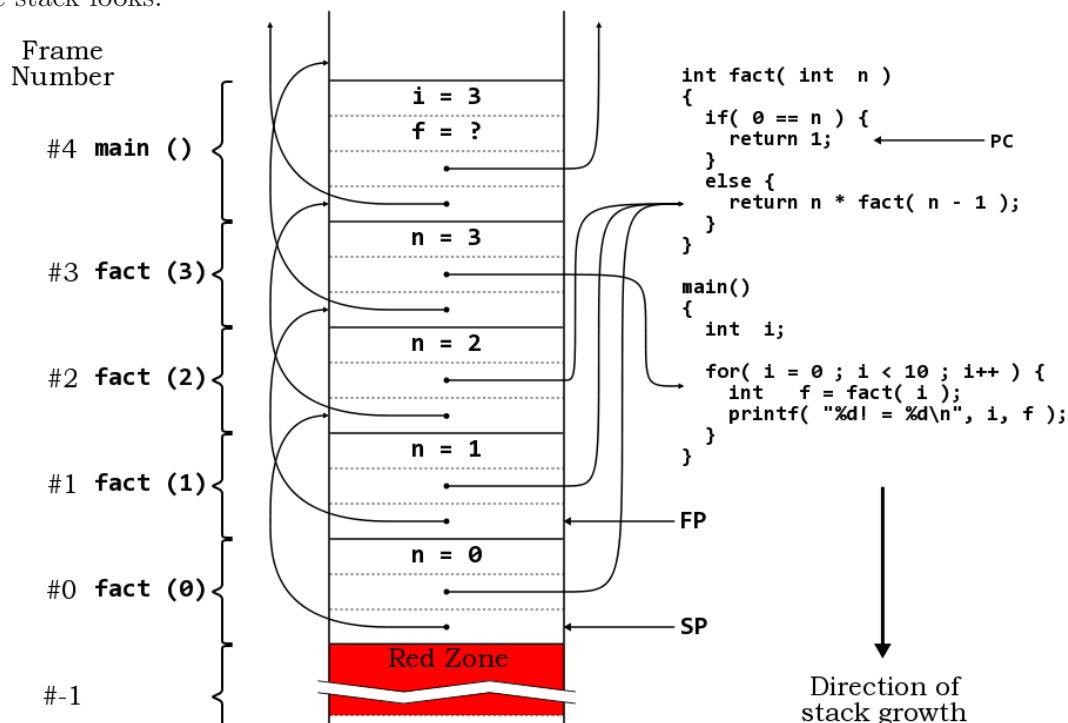 e stack looks.
Frame
Number
#4 main ()
#3 fact (3)
#2 fact (2)
#1 fact (1)
#0 fact (0)
#-1
i = 3
f = ?
n = 3
n = 2
n = 1
n = 0
Red Zone
int fact( int n )
{
if( 0 == n ) {
return 1;
PC
}
else {
return n * fact( n - 1 );
}
}
main()
{
int i;
for( i = 0 ; i < 10 ; i++ ) {
int f = fact( i );
printf( "%d! = %d\n", i, f );
}
}
FP
SP
Direction of
stack growth